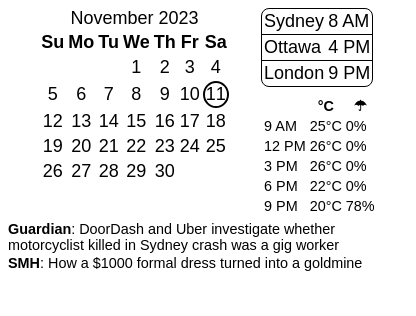 November 2023
Su Mo Tu We Th Fr Sa
1 2 3 4
5 6 7 8 9 10 11
12 13 14 15 16 17 18
19 20 21 22 23 24 25
26 27 28 29 30
Sydney 8 AM
Ottawa 4 PM
London 9 PM
°C ☂
9 AM 25°C 0%
12 PM 26°C 0%
3 PM 26°C 0%
6 PM 22°C 0%
9 PM 20°C 78%
Guardian: DoorDash and Uber investigate whether
motorcyclist killed in Sydney crash was a gig worker
SMH: How a $1000 formal dress turned into a goldmine